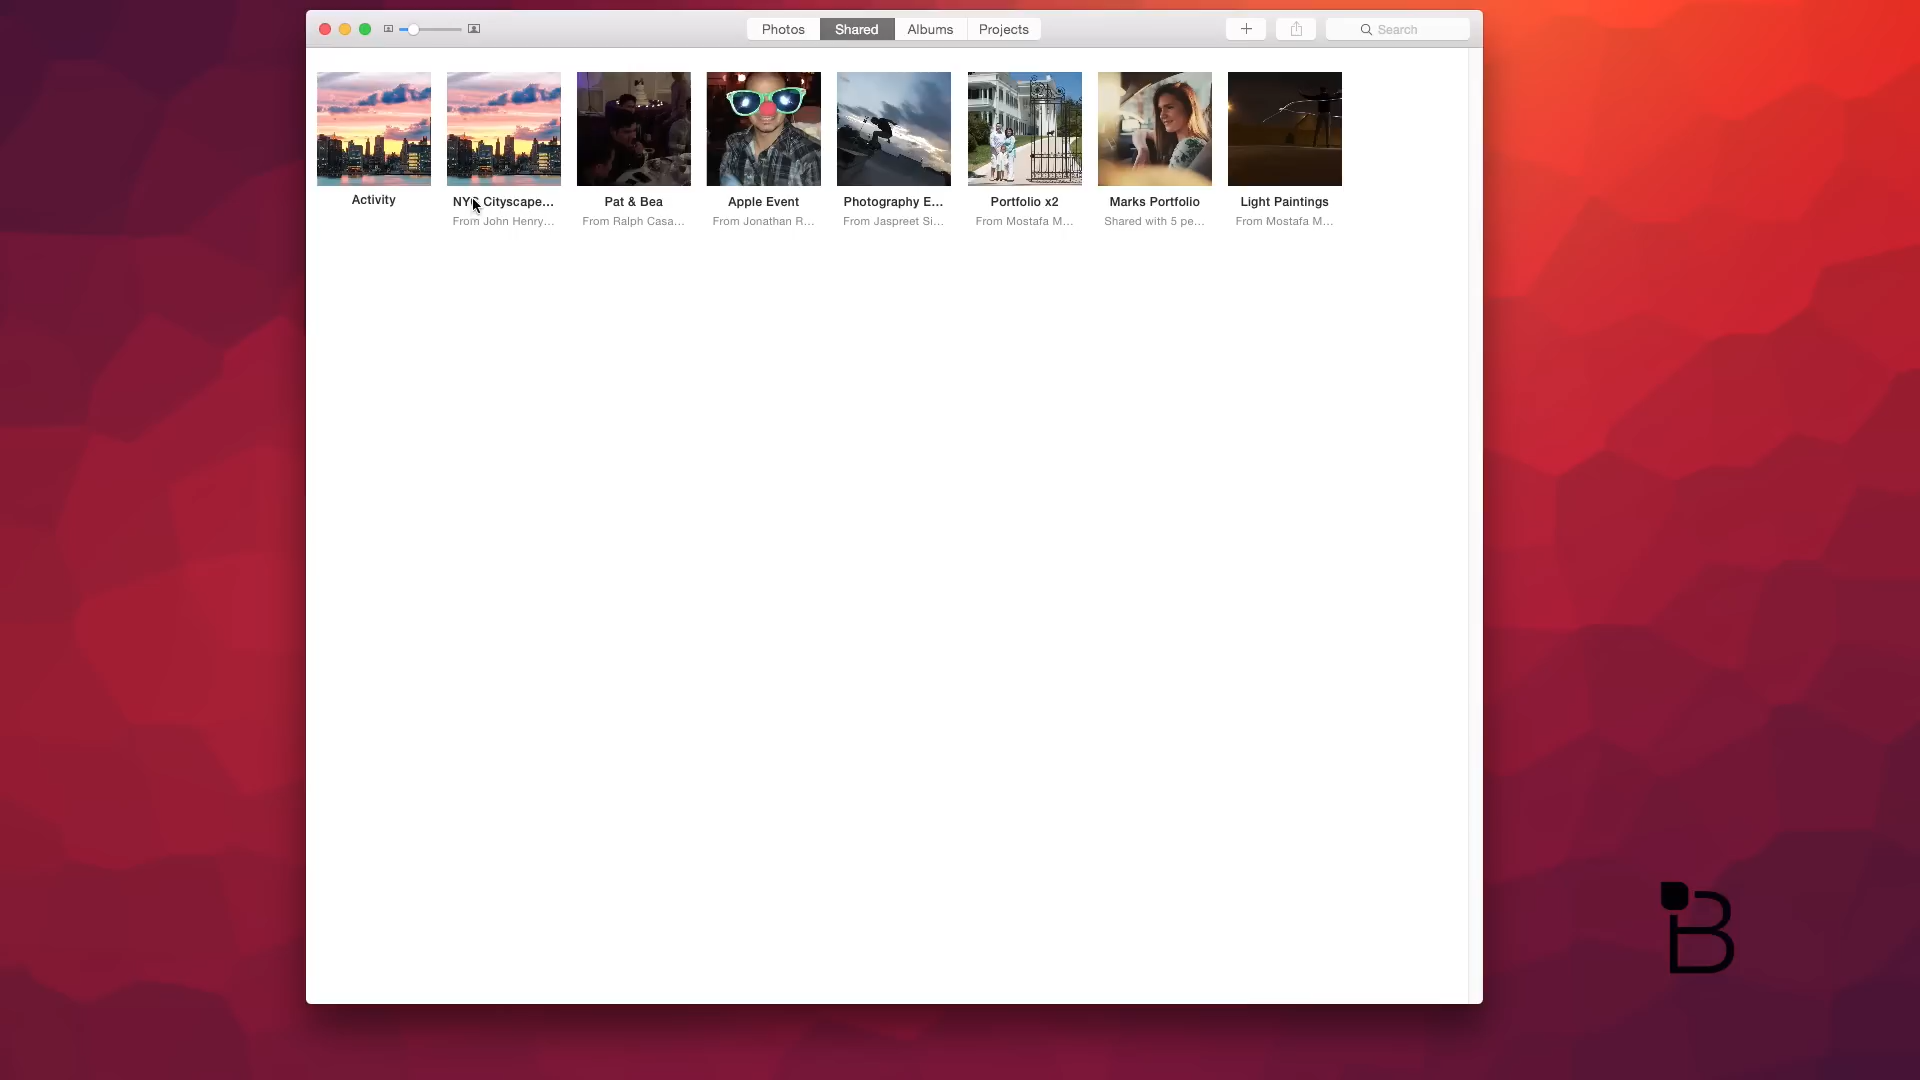 Photos Shared Albums Projects Search
Activity NYC Cityscape... Pat & Bea Apple Event Photography E... Portfolio x2 Marks Portfolio Light Paintings
From John Henry... From Ralph Casa... From Jonathan R... From Jaspreet Si... From Mostafa M... Shared with 5 pe... From Mostafa M...
B